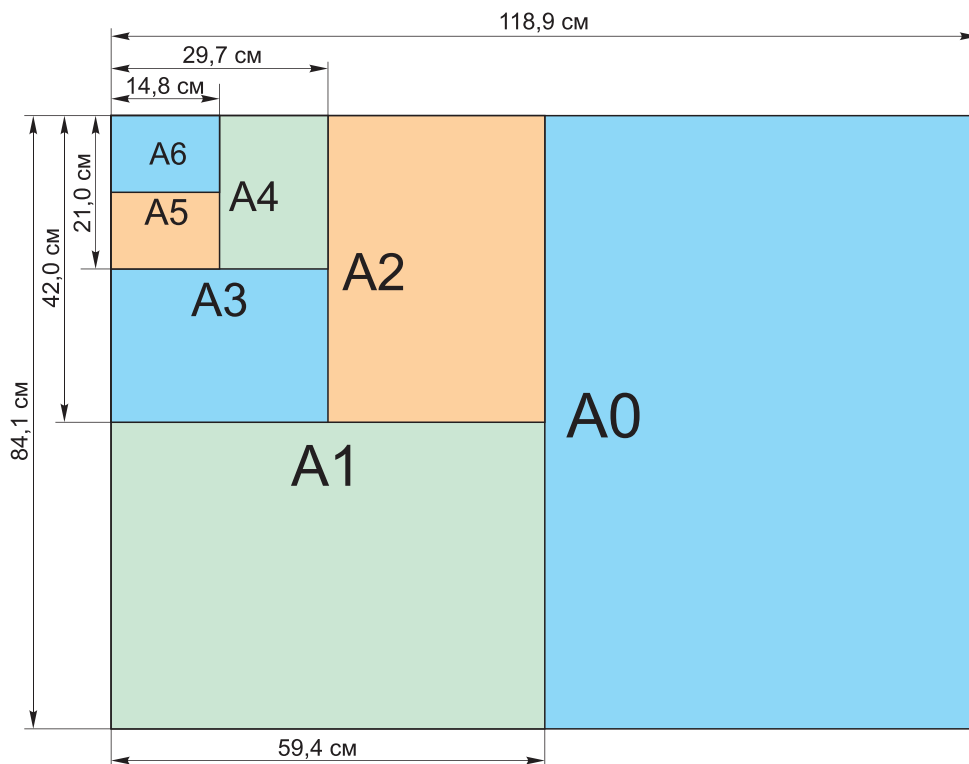 118,9 см
29,7 см
14,8 см
A6
A5
A4
21,0 см
42,0 см
84,1 см
A3
A2
A1
A0
59,4 см